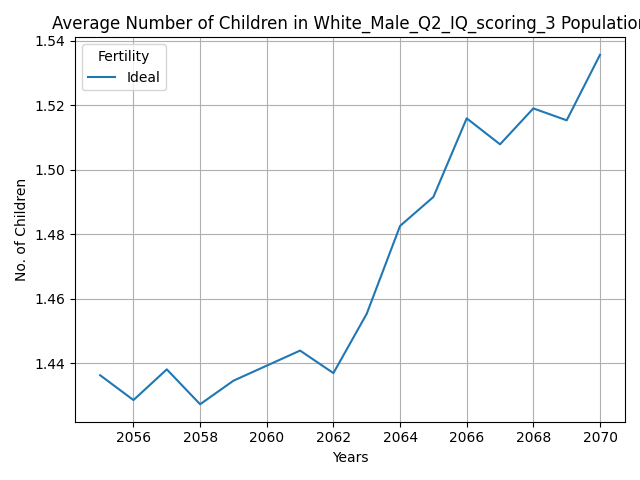 Average Number of Children in White_Male_Q2_IQ_scoring_3 Population
Fertility
Ideal
1.54
1.52
1.50
1.48
1.46
1.44
No. of Children
2056 2058 2060 2062 2064 2066 2068 2070
Years